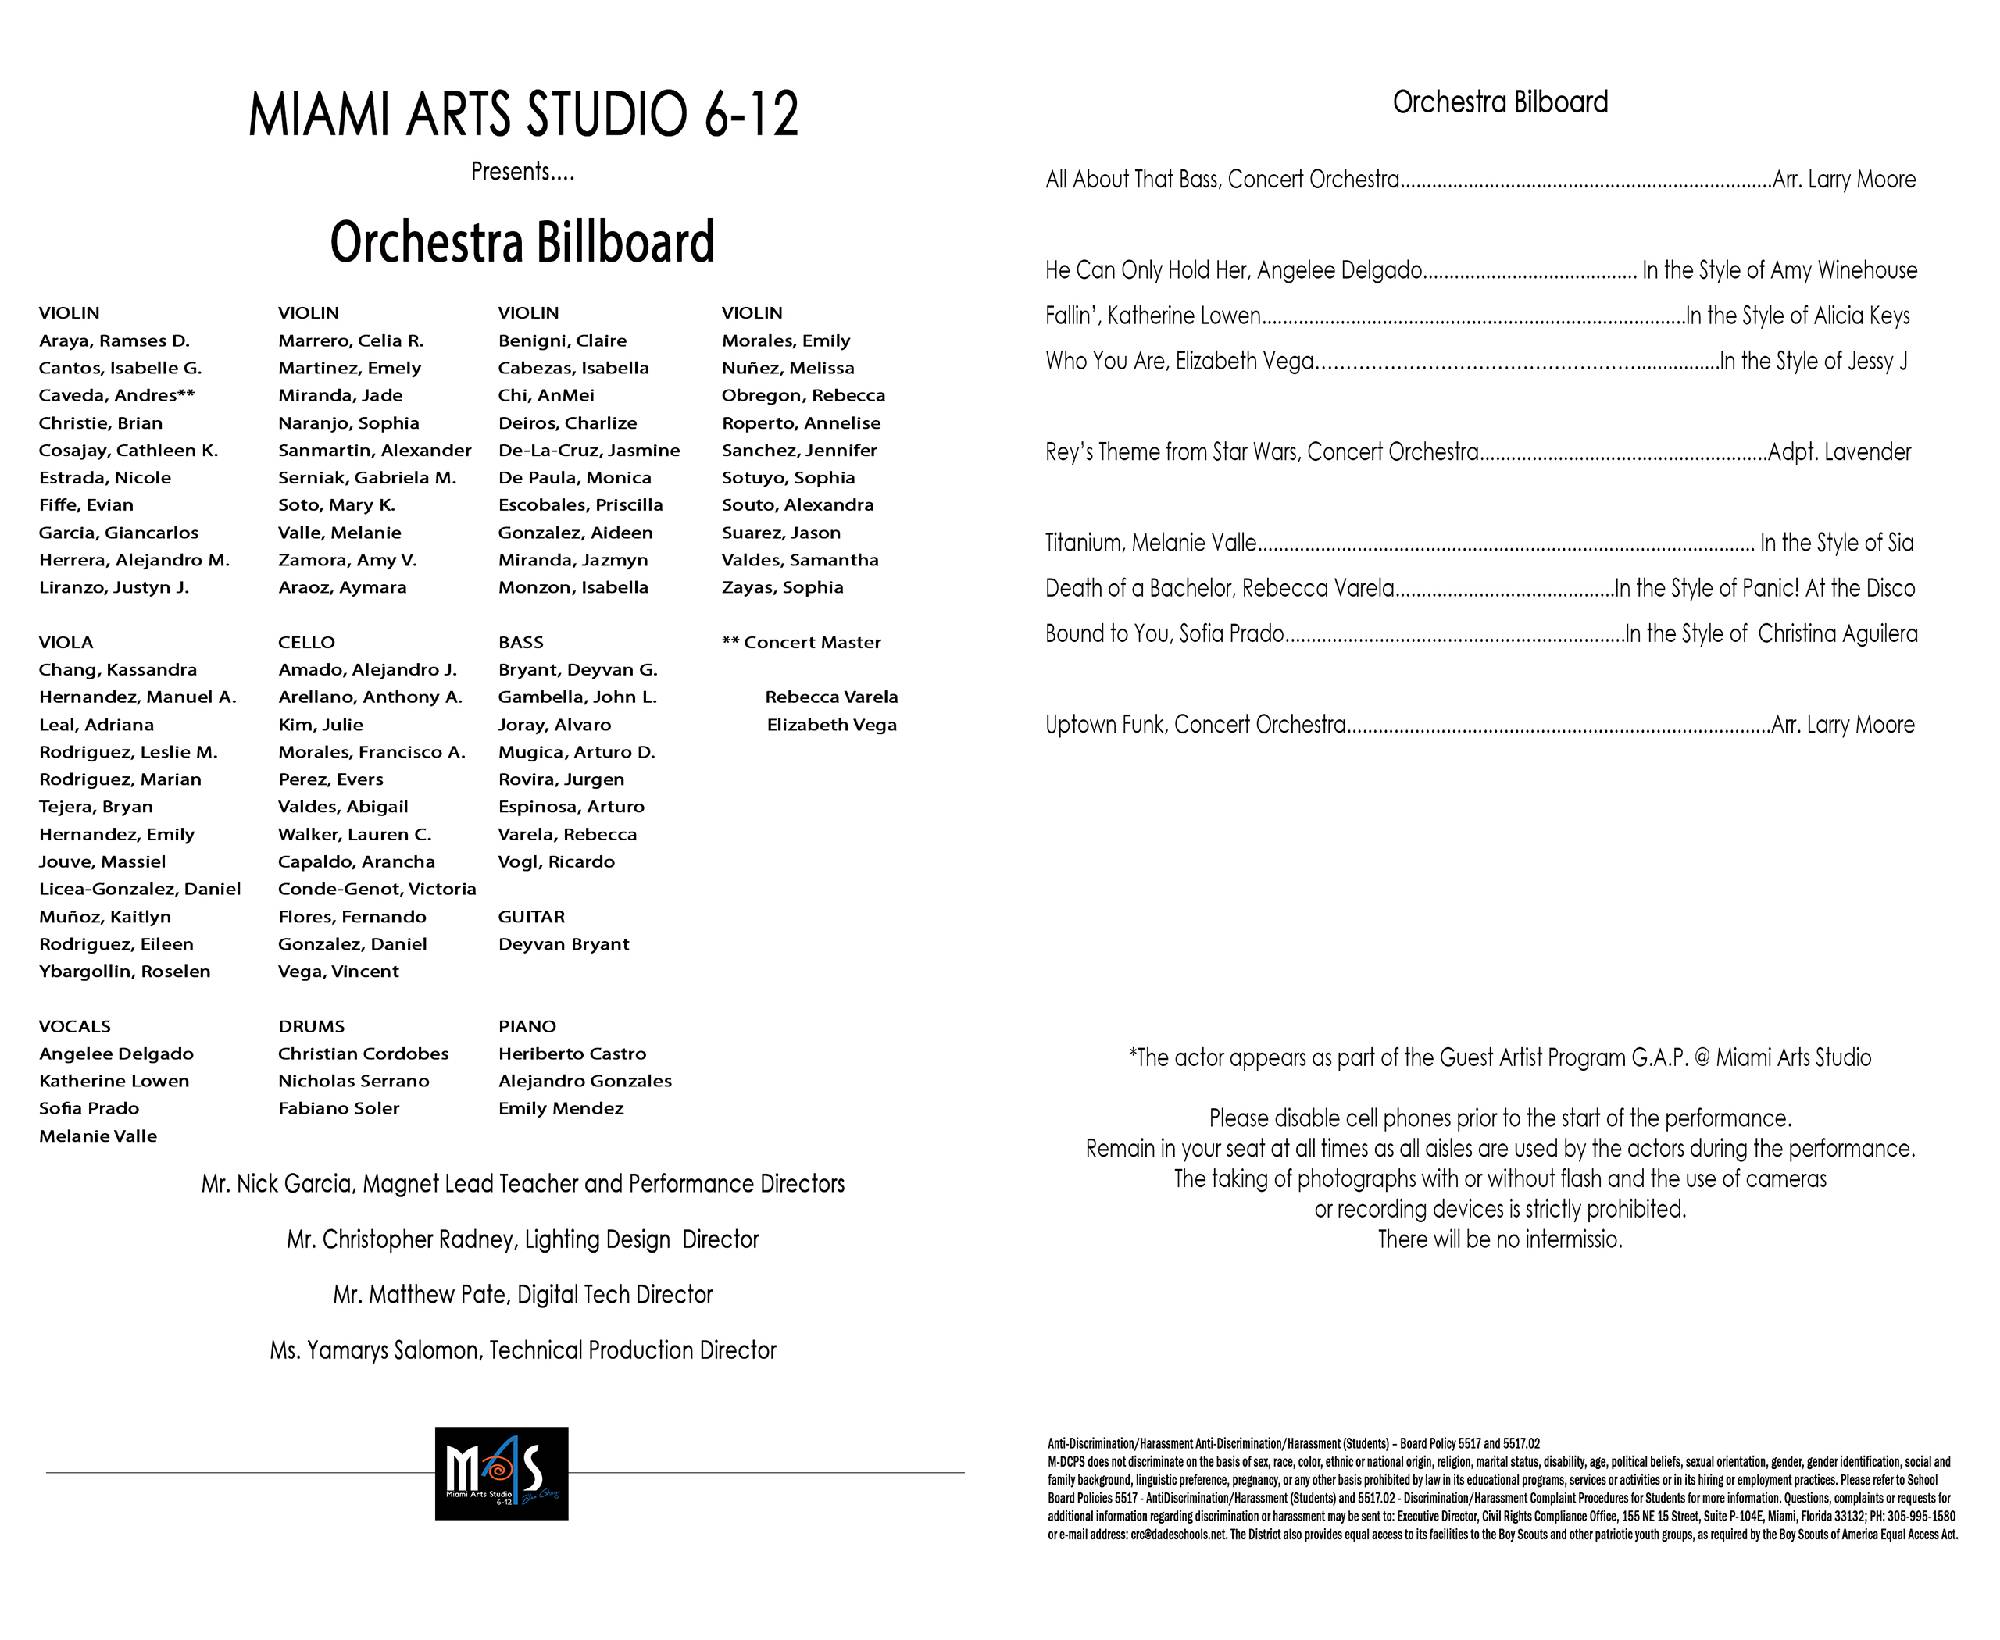 MIAMI ARTS STUDIO 6-12
Presents....
Orchestra Billboard
VIOLIN
Araya, Ramses D.
Cantos, Isabelle G.
Caveda, Andres**
Christie, Brian
Cosajay, Cathleen K.
Estrada, Nicole
Fiffe, Evian
Garcia, Giancarlos
Herrera, Alejandro M.
Liranzo, Justyn J.
VIOLIN
Marrero, Celia R.
Martinez, Emely
Miranda, Jade
Naranjo, Sophia
Sanmartin, Alexander
Serniak, Gabriela M.
Soto, Mary K.
Valle, Melanie
Zamora, Amy V.
Araoz, Aymara
VIOLIN
Benigni, Claire
Cabezas, Isabella
Chi, AnMei
Deiros, Charlize
De-La-Cruz, Jasmine
De Paula, Monica
Escobales, Priscilla
Gonzalez, Aideen
Miranda, Jazmyn
Monzon, Isabella
VIOLIN
Morales, Emily
Nuñez, Melissa
Obregon, Rebecca
Roperto, Annelise
Sanchez, Jennifer
Sotuyo, Sophia
Souto, Alexandra
Suarez, Jason
Valdes, Samantha
Zayas, Sophia
VIOLA
Chang, Kassandra
Hernandez, Manuel A.
Leal, Adriana
Rodriguez, Leslie M.
Rodriguez, Marian
Tejera, Bryan
Hernandez, Emily
Jouve, Massiel
Licea-Gonzalez, Daniel
Muñoz, Kaitlyn
Rodriguez, Eileen
Ybargollin, Roselen
CELLO
Amado, Alejandro J.
Arellano, Anthony A.
Kim, Julie
Morales, Francisco A.
Perez, Evers
Valdes, Abigail
Walker, Lauren C.
Capaldo, Arancha
Conde-Genot, Victoria
Flores, Fernando
Gonzalez, Daniel
Vega, Vincent
BASS
Bryant, Deyvan G.
Gambella, John L.
Joray, Alvaro
Mugica, Arturo D.
Rovira, Jurgen
Espinosa, Arturo
Varela, Rebecca
Vogl, Ricardo
GUITAR
Deyvan Bryant
** Concert Master
Rebecca Varela
Elizabeth Vega
VOCALS
Angelee Delgado
Katherine Lowen
Sofia Prado
Melanie Valle
DRUMS
Christian Cordobes
Nicholas Serrano
Fabiano Soler
PIANO
Heriberto Castro
Alejandro Gonzales
Emily Mendez
Mr. Nick Garcia, Magnet Lead Teacher and Performance Directors
Mr. Christopher Radney, Lighting Design Director
Mr. Matthew Pate, Digital Tech Director
Ms. Yamarys Salomon, Technical Production Director
MAS
Miami Arts Studio
6-12
Orchestra Bilboard
All About That Bass, Concert Orchestra.......................................................................Arr. Larry Moore
He Can Only Hold Her, Angelee Delgado......................................... In the Style of Amy Winehouse
Fallin', Katherine Lowen.................................................................................In the Style of Alicia Keys
Who You Are, Elizabeth Vega.................................................................In the Style of Jessy J
Rey's Theme from Star Wars, Concert Orchestra.......................................................Adpt. Lavender
Titanium, Melanie Valle............................................................................................... In the Style of Sia
Death of a Bachelor, Rebecca Varela..........................................In the Style of Panic! At the Disco
Bound to You, Sofia Prado.................................................................In the Style of Christina Aguilera
Uptown Funk, Concert Orchestra.................................................................................Arr. Larry Moore
*The actor appears as part of the Guest Artist Program G.A.P. @ Miami Arts Studio
Please disable cell phones prior to the start of the performance.
Remain in your seat at all times as all aisles are used by the actors during the performance.
The taking of photographs with or without flash and the use of cameras
or recording devices is strictly prohibited.
There will be no intermissio.
Anti-Discrimination/Harassment Anti-Discrimination/Harassment (Students) – Board Policy 5517 and 5517.02
M-DCPS does not discriminate on the basis of sex, race, color, ethnic or national origin, religion, marital status, disability, age, political beliefs, sexual orientation, gender, gender identification, social and
family background, linguistic preference, pregnancy, or any other basis prohibited by law in its educational programs, services or activities or in its hiring or employment practices. Please refer to School
Board Policies 5517 - AntiDiscrimination/Harassment (Students) and 5517.02 - Discrimination/Harassment Complaint Procedures for Students for more information. Questions, complaints or requests for
additional information regarding discrimination or harassment may be sent to: Executive Director, Civil Rights Compliance Office, 155 NE 15 Street, Suite P-104E, Miami, Florida 33132; PH: 305-995-1580
or e-mail address: crc@dadeschools.net. The District also provides equal access to its facilities to the Boy Scouts and other patriotic youth groups, as required by the Boy Scouts of America Equal Access Act.